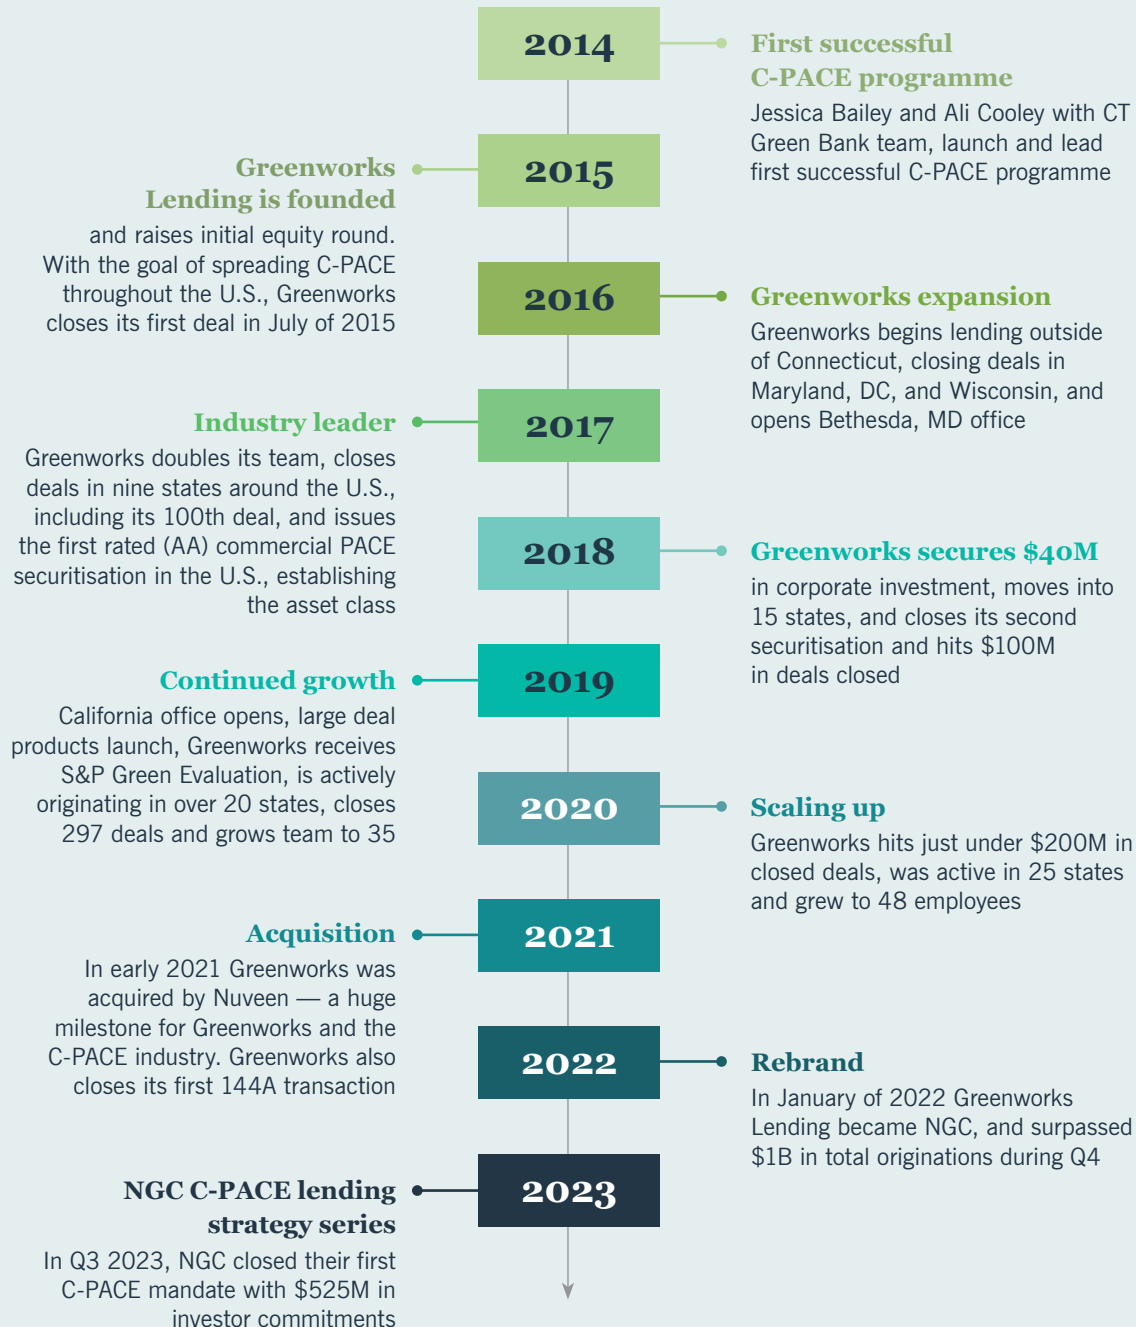 2014
First successful
C-PACE programme
Jessica Bailey and Ali Cooley with CT
Green Bank team, launch and lead
first successful C-PACE programme
2015
Greenworks
Lending is founded
and raises initial equity round.
With the goal of spreading C-PACE
throughout the U.S., Greenworks
closes its first deal in July of 2015
2016
Greenworks expansion
Greenworks begins lending outside
of Connecticut, closing deals in
Maryland, DC, and Wisconsin, and
opens Bethesda, MD office
2017
Industry leader
Greenworks doubles its team, closes
deals in nine states around the U.S.,
including its 100th deal, and issues
the first rated (AA) commercial PACE
securitisation in the U.S., establishing
the asset class
2018
Greenworks secures $40M
in corporate investment, moves into
15 states, and closes its second
securitisation and hits $100M
in deals closed
2019
Continued growth
California office opens, large deal
products launch, Greenworks receives
S&P Green Evaluation, is actively
originating in over 20 states, closes
297 deals and grows team to 35
2020
Scaling up
Greenworks hits just under $200M in
closed deals, was active in 25 states
and grew to 48 employees
2021
Acquisition
In early 2021 Greenworks was
acquired by Nuveen — a huge
milestone for Greenworks and the
C-PACE industry. Greenworks also
closes its first 144A transaction
2022
Rebrand
In January of 2022 Greenworks
Lending became NGC, and surpassed
$1B in total originations during Q4
2023
NGC C-PACE lending
strategy series
In Q3 2023, NGC closed their first
C-PACE mandate with $525M in
investor commitments